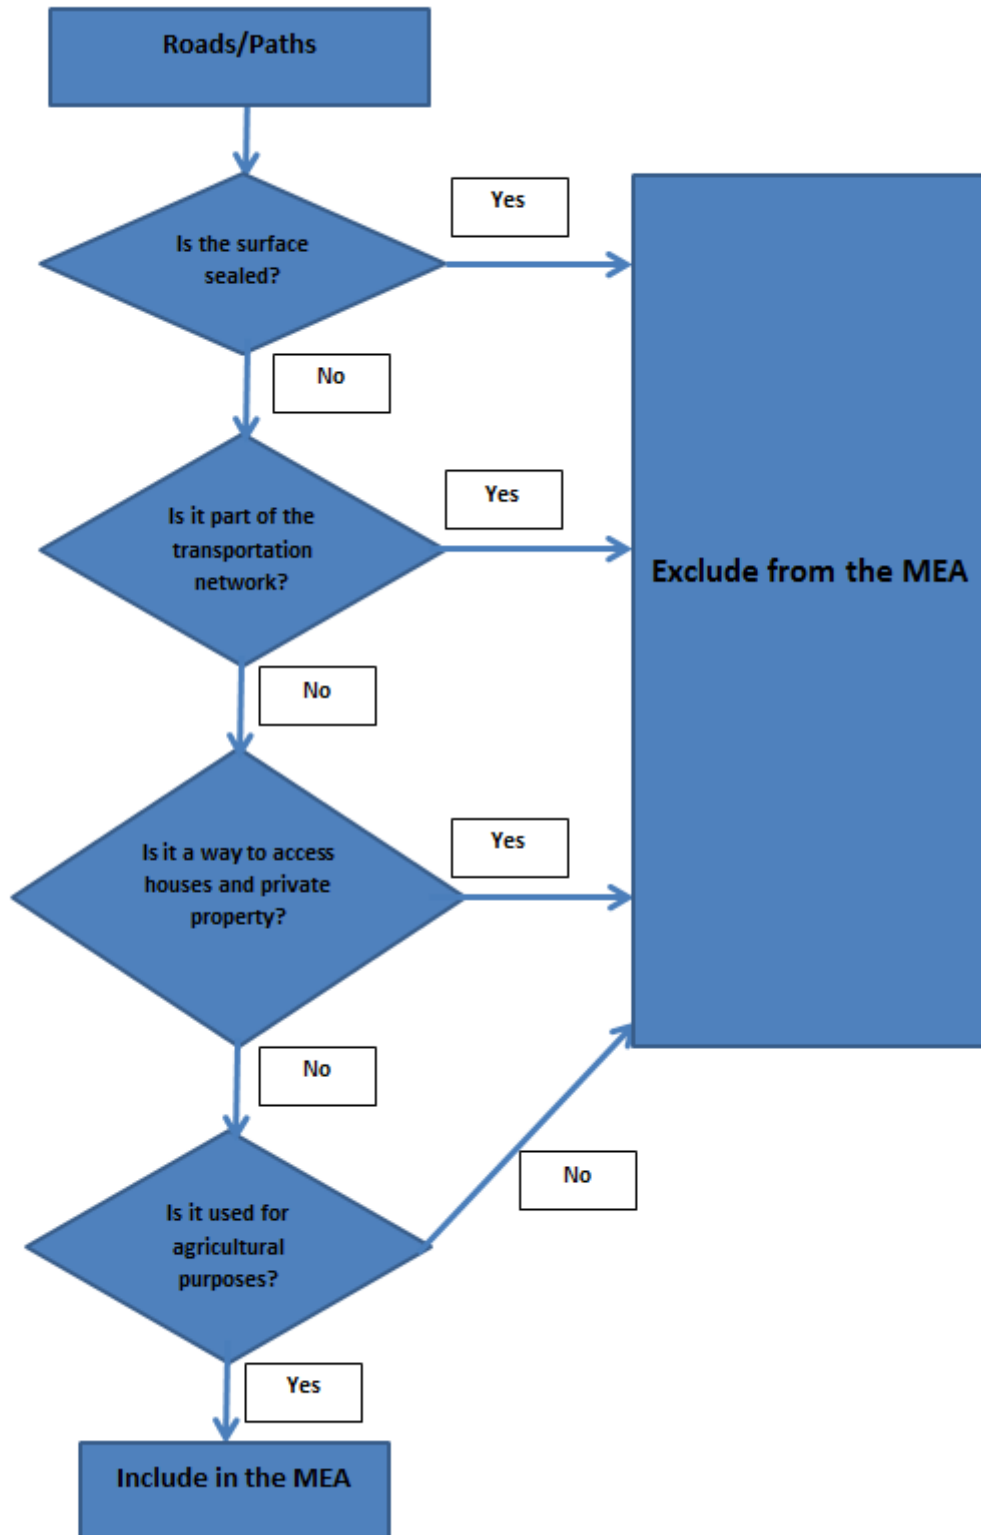 Roads/Paths
Is the surface
sealed?
Yes
No
Is it part of the
transportation
network?
Yes
Exclude from the MEA
No
Is it a way to access
houses and private
property?
Yes
No
Is it used for
agricultural
purposes?
No
Yes
Include in the MEA